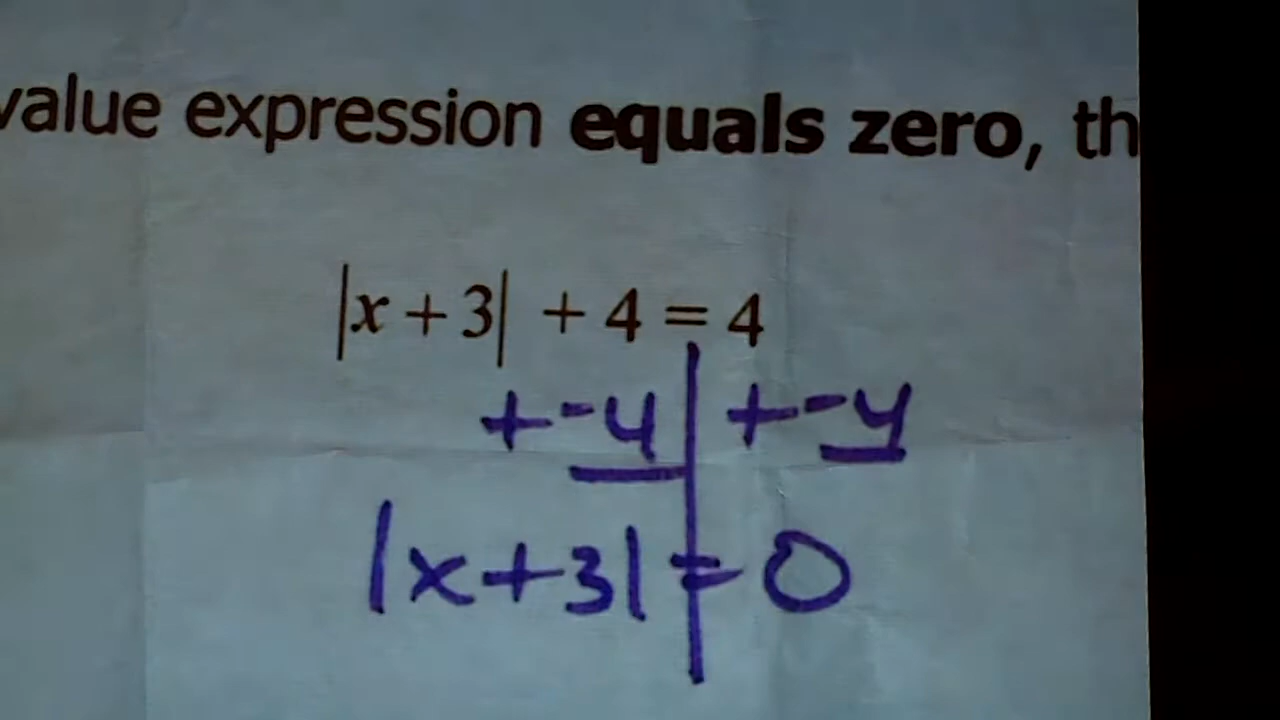 value expression equals zero, th
|x + 3| + 4 = 4
+ -4 | + -4
|x+3| = 0